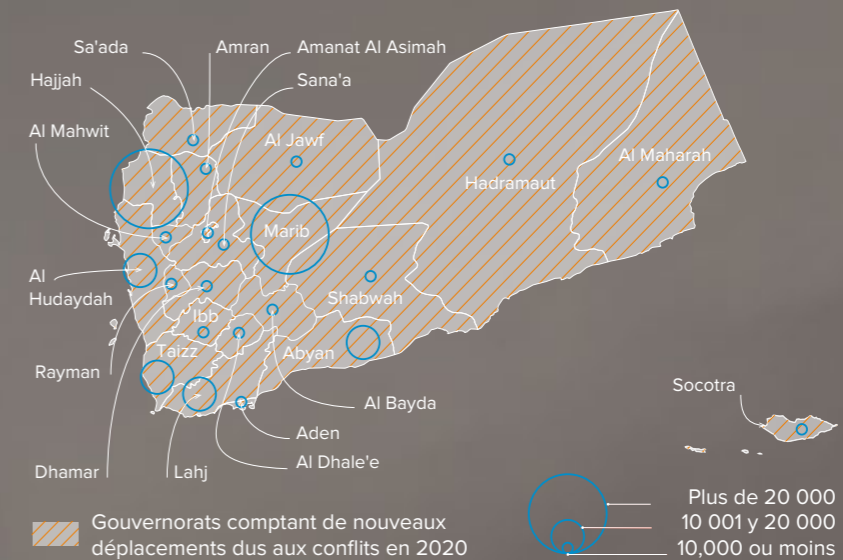 Sa'ada
Amran
Amanat Al Asimah
Hajjah
Sana'a
Al Mahwit
Al Jawf
Al Maharah
Hadramaut
Marib
Al
Hudaydah
Shabwah
Ibb
Taizz
Abyan
Rayman
Socotra
Al Bayda
Aden
Al Dhale'e
Dhamar
Lahj
Gouvernorats comptant de nouveaux
déplacements dus aux conflits en 2020
Plus de 20 000
10 001 y 20 000
10,000 ou moins